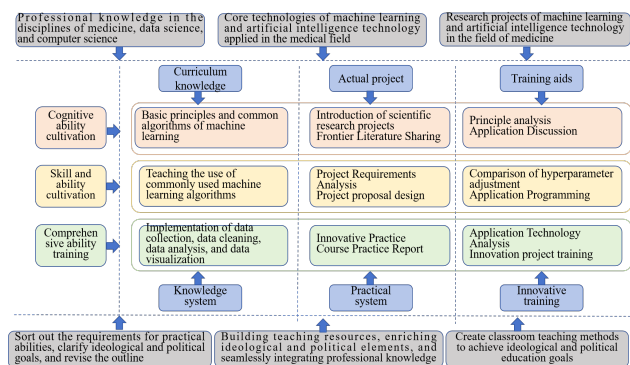 Professional knowledge in the
disciplines of medicine, data science,
and computer science
Core technologies of machine learning
and artificial intelligence technology
applied in the medical field
Research projects of machine learning
and artificial intelligence technology
in the field of medicine
Curriculum
knowledge
Actual project
Training aids
Cognitive
ability
cultivation
Basic principles and common
algorithms of machine
learning
Introduction of scientific
research projects
Frontier Literature Sharing
Principle analysis
Application Discussion
Skill and
ability
cultivation
Teaching the use of
commonly used machine
learning algorithms
Project Requirements
Analysis
Project proposal design
Comparison of hyperparameter
adjustment
Application Programming
Comprehen
sive ability
training
Implementation of data
collection, data cleaning,
data analysis, and data
visualization
Innovative Practice
Course Practice Report
Application Technology
Analysis
Innovation project training
Knowledge
system
Practical
system
Innovative
training
Sort out the requirements for practical
abilities, clarify ideological and political
goals, and revise the outline
Building teaching resources, enriching
ideological and political elements, and
seamlessly integrating professional knowledge
Create classroom teaching methods
to achieve ideological and political
education goals